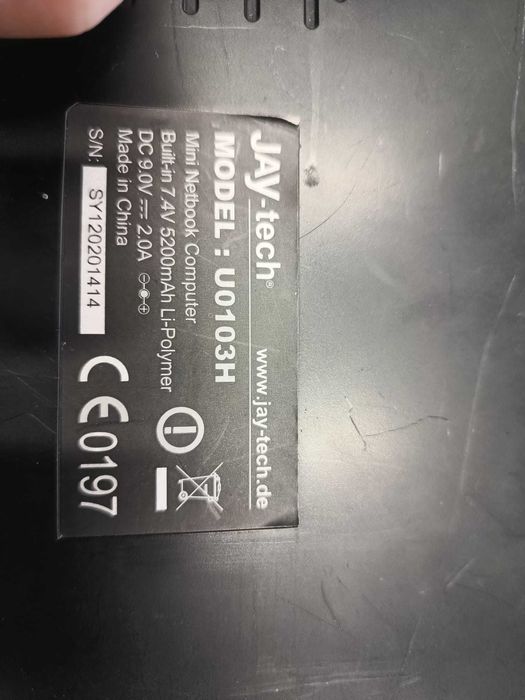 JAY-tech® www.jay-tech.de
MODEL : U0103H
Mini Netbook Computer
Built-in 7.4V 5200mAh Li-Polymer
DC 9.0V⎓ 2.0A
Made in China
S/N: SY120201414
CE0197